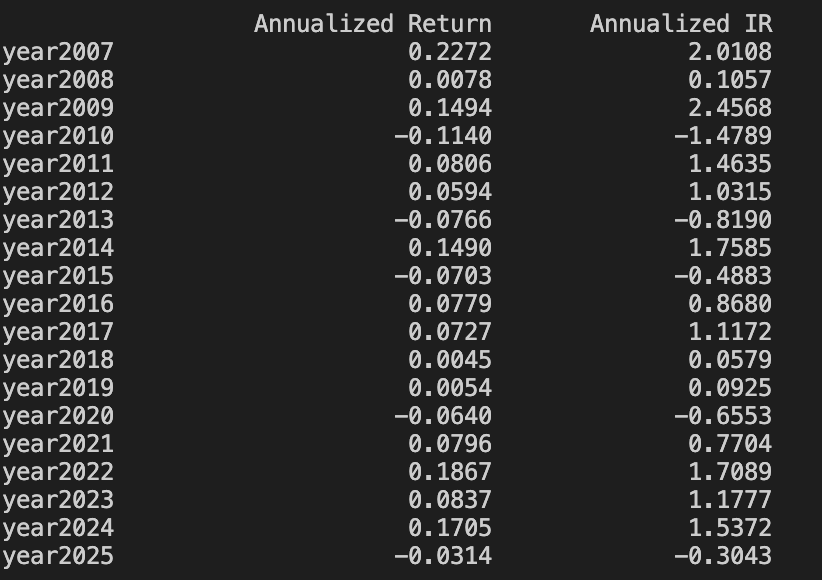 Annualized Return Annualized IR
year2007 0.2272 2.0108
year2008 0.0078 0.1057
year2009 0.1494 2.4568
year2010 -0.1140 -1.4789
year2011 0.0806 1.4635
year2012 0.0594 1.0315
year2013 -0.0766 -0.8190
year2014 0.1490 1.7585
year2015 -0.0703 -0.4883
year2016 0.0779 0.8680
year2017 0.0727 1.1172
year2018 0.0045 0.0579
year2019 0.0054 0.0925
year2020 -0.0640 -0.6553
year2021 0.0796 0.7704
year2022 0.1867 1.7089
year2023 0.0837 1.1777
year2024 0.1705 1.5372
year2025 -0.0314 -0.3043